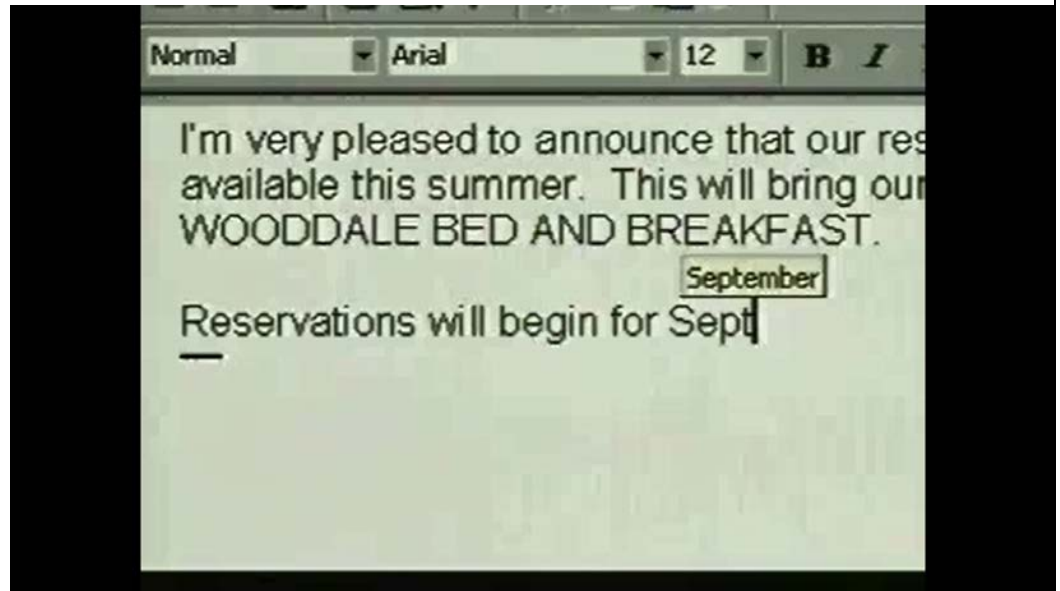 Normal Arial 12 B I
I'm very pleased to announce that our res
available this summer. This will bring our
WOODDALE BED AND BREAKFAST.
September
Reservations will begin for Sept